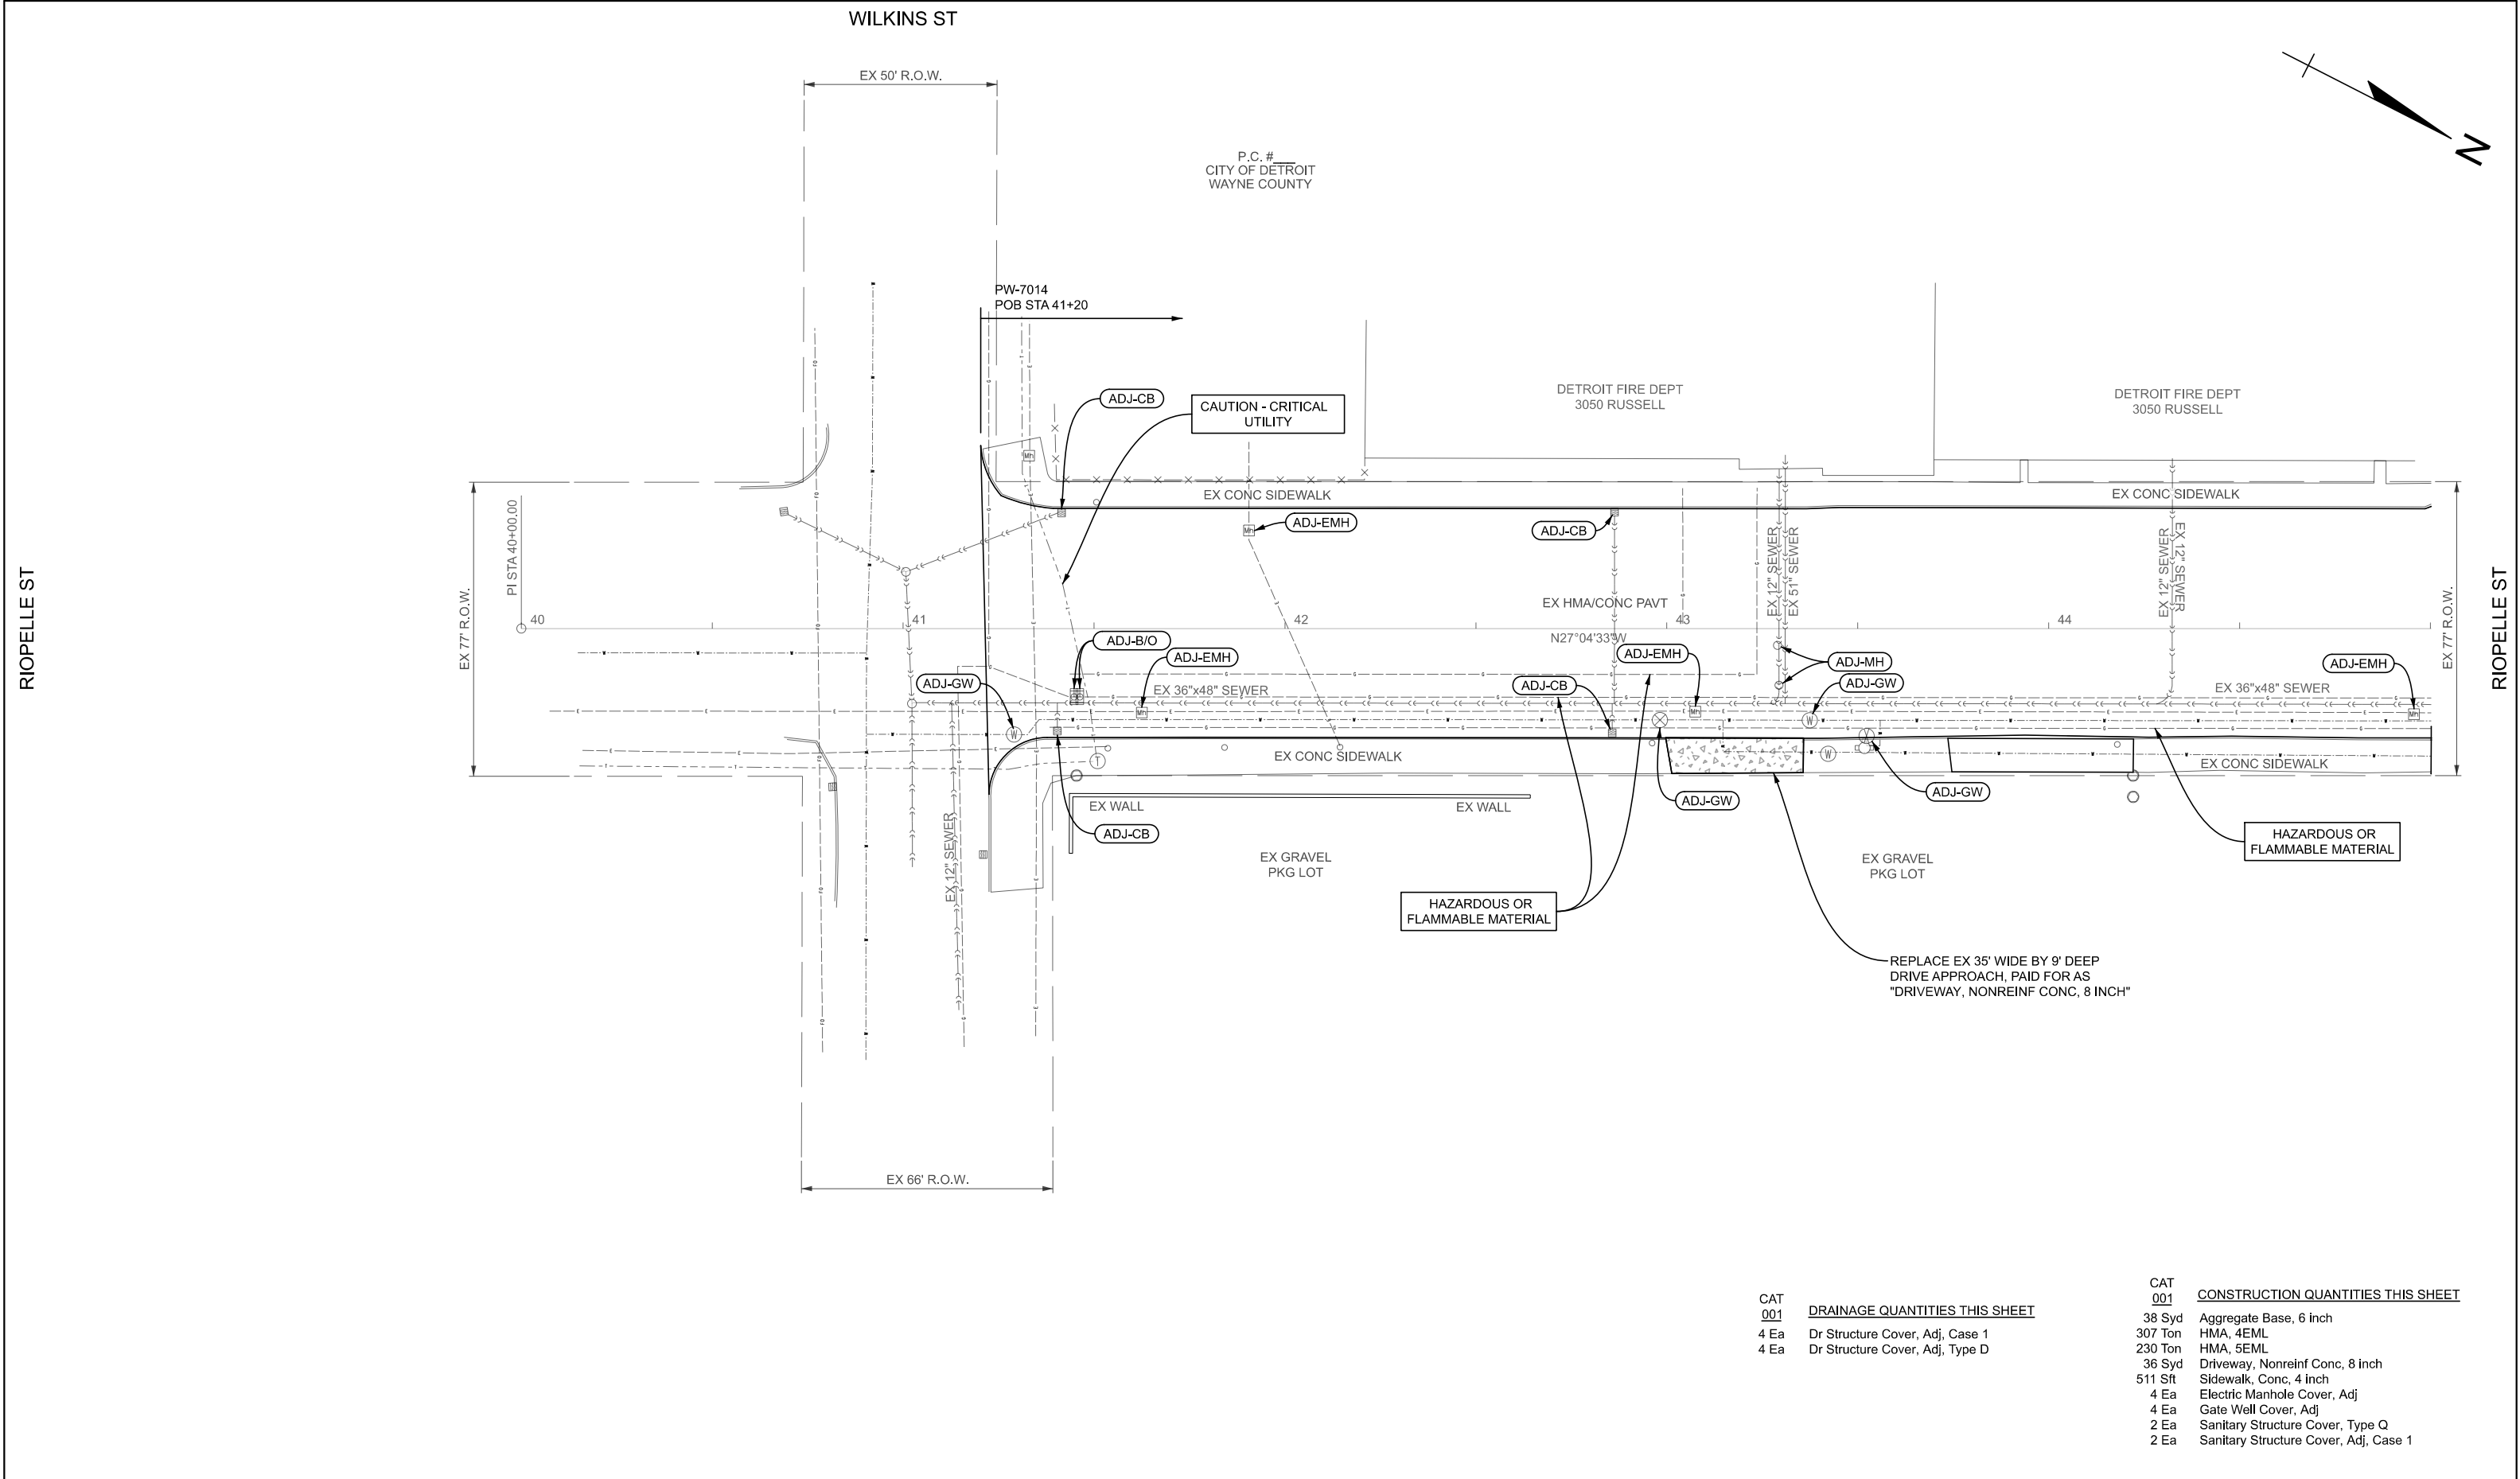 WILKINS ST
EX 50' R.O.W.
N
P.C. #___
CITY OF DETROIT
WAYNE COUNTY
PW-7014
POB STA 41+20
ADJ-CB
CAUTION - CRITICAL
UTILITY
DETROIT FIRE DEPT
3050 RUSSELL
DETROIT FIRE DEPT
3050 RUSSELL
EX CONC SIDEWALK
EX CONC SIDEWALK
ADJ-EMH
ADJ-CB
RIOPELLE ST
EX 77' R.O.W.
PI STA 40+00.00
EX 12" SEWER
EX 51" SEWER
EX 12" SEWER
EX 12" SEWER
EX HMA/CONC PAVT
40
41
42
43
44
N27°04'33"W
EX 77' R.O.W.
RIOPELLE ST
ADJ-B/O
ADJ-EMH
ADJ-GW
EX 36"x48" SEWER
ADJ-CB
ADJ-EMH
ADJ-MH
ADJ-GW
EX 36"x48" SEWER
ADJ-EMH
Mh
Mh
Mh
Mh
Mh
W
W
W
T
EX CONC SIDEWALK
EX CONC SIDEWALK
EX WALL
EX WALL
ADJ-CB
ADJ-GW
ADJ-GW
EX 12" SEWER
EX GRAVEL
PKG LOT
EX GRAVEL
PKG LOT
HAZARDOUS OR
FLAMMABLE MATERIAL
HAZARDOUS OR
FLAMMABLE MATERIAL
REPLACE EX 35' WIDE BY 9' DEEP
DRIVE APPROACH, PAID FOR AS
"DRIVEWAY, NONREINF CONC, 8 INCH"
EX 66' R.O.W.
CAT
001 DRAINAGE QUANTITIES THIS SHEET
4 Ea Dr Structure Cover, Adj, Case 1
4 Ea Dr Structure Cover, Adj, Type D
CAT
001 CONSTRUCTION QUANTITIES THIS SHEET
38 Syd Aggregate Base, 6 inch
307 Ton HMA, 4EML
230 Ton HMA, 5EML
36 Syd Driveway, Nonreinf Conc, 8 inch
511 Sft Sidewalk, Conc, 4 inch
4 Ea Electric Manhole Cover, Adj
4 Ea Gate Well Cover, Adj
2 Ea Sanitary Structure Cover, Type Q
2 Ea Sanitary Structure Cover, Adj, Case 1